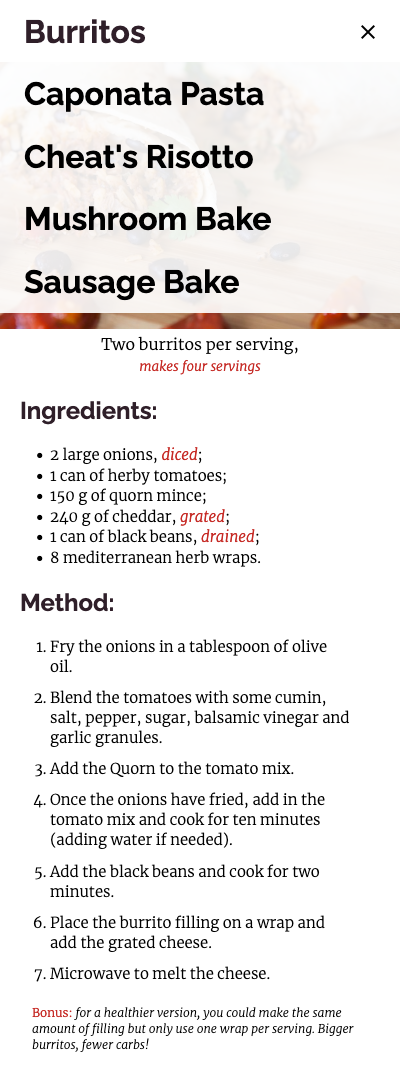 Burritos
Caponata Pasta
Cheat's Risotto
Mushroom Bake
Sausage Bake
Two burritos per serving,
makes four servings
Ingredients:
• 2 large onions, diced;
• 1 can of herby tomatoes;
• 150 g of quorn mince;
• 240 g of cheddar, grated;
• 1 can of black beans, drained;
• 8 mediterranean herb wraps.
Method:
1. Fry the onions in a tablespoon of olive
oil.
2. Blend the tomatoes with some cumin,
salt, pepper, sugar, balsamic vinegar and
garlic granules.
3. Add the Quorn to the tomato mix.
4. Once the onions have fried, add in the
tomato mix and cook for ten minutes
(adding water if needed).
5. Add the black beans and cook for two
minutes.
6. Place the burrito filling on a wrap and
add the grated cheese.
7. Microwave to melt the cheese.
Bonus: for a healthier version, you could make the same
amount of filling but only use one wrap per serving. Bigger
burritos, fewer carbs!